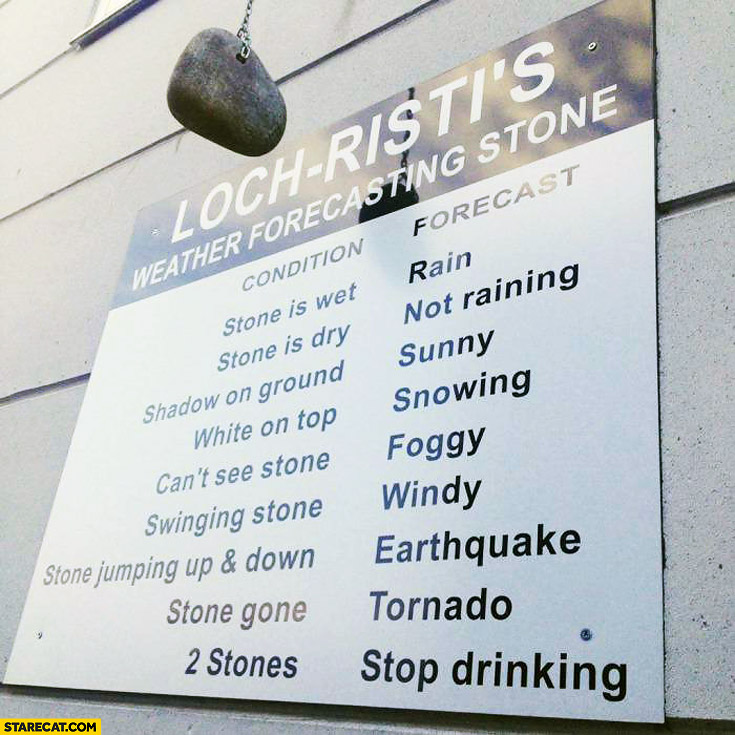 LOCH-RISTI'S
WEATHER FORECASTING STONE
CONDITION FORECAST
Stone is wet Rain
Stone is dry Not raining
Shadow on ground Sunny
White on top Snowing
Can't see stone Foggy
Swinging stone Windy
Stone jumping up & down Earthquake
Stone gone Tornado
2 Stones Stop drinking
STARECAT.COM